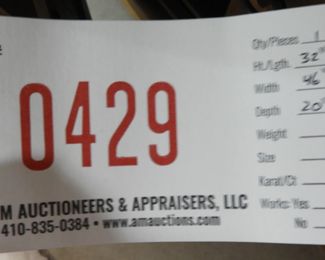 Qty/Pieces 1
Ht./Lgth. 32"
Width 46
Depth 20"
0429
Weight
Size
Karat/Ct
M AUCTIONEERS & APPRAISERS, LLC
410-835-0384 • www.amauctions.com
Works: Yes
No